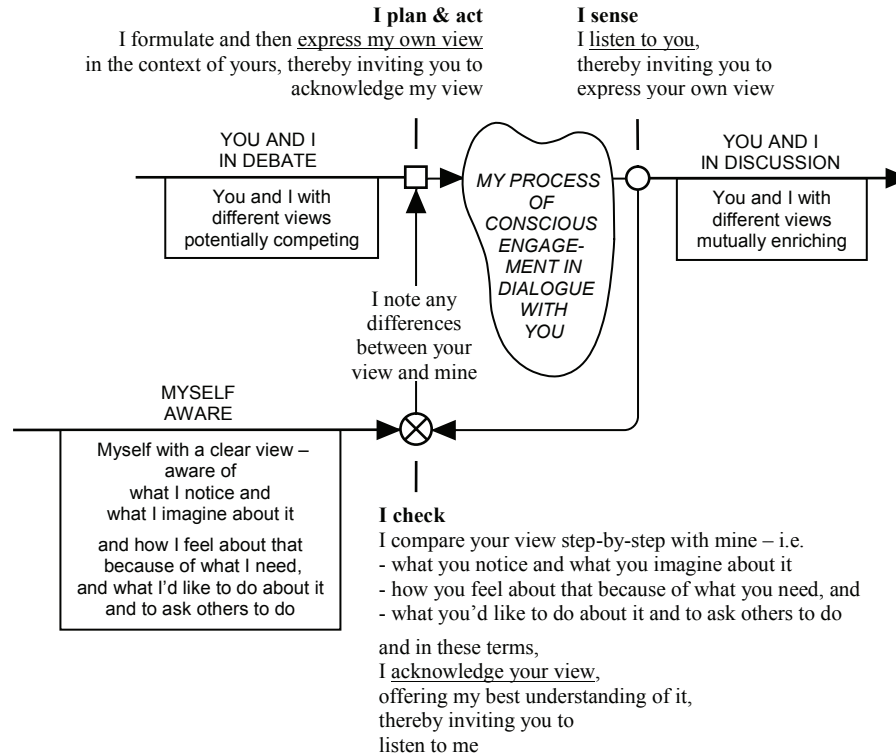 I plan & act
I formulate and then express my own view
in the context of yours, thereby inviting you to
acknowledge my view
I sense
I listen to you,
thereby inviting you to
express your own view
YOU AND I
IN DEBATE
You and I with
different views
potentially competing
MY PROCESS
OF
CONSCIOUS
ENGAGE-
MENT IN
DIALOGUE
WITH
YOU
YOU AND I
IN DISCUSSION
You and I with
different views
mutually enriching
I note any
differences
between your
view and mine
MYSELF
AWARE
Myself with a clear view –
aware of
what I notice and
what I imagine about it
and how I feel about that
because of what I need,
and what I’d like to do about it
and to ask others to do
I check
I compare your view step-by-step with mine – i.e.
- what you notice and what you imagine about it
- how you feel about that because of what you need, and
- what you’d like to do about it and to ask others to do
and in these terms,
I acknowledge your view,
offering my best understanding of it,
thereby inviting you to
listen to me